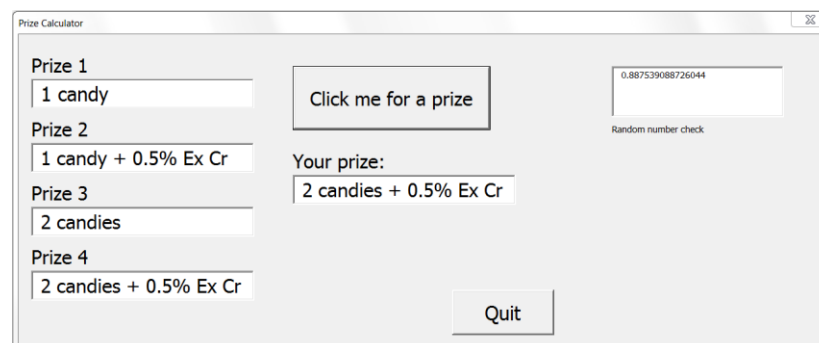 Prize Calculator
Prize 1
1 candy
Prize 2
1 candy + 0.5% Ex Cr
Prize 3
2 candies
Prize 4
2 candies + 0.5% Ex Cr
Click me for a prize
Your prize:
2 candies + 0.5% Ex Cr
Quit
0.887539088726044
Random number check